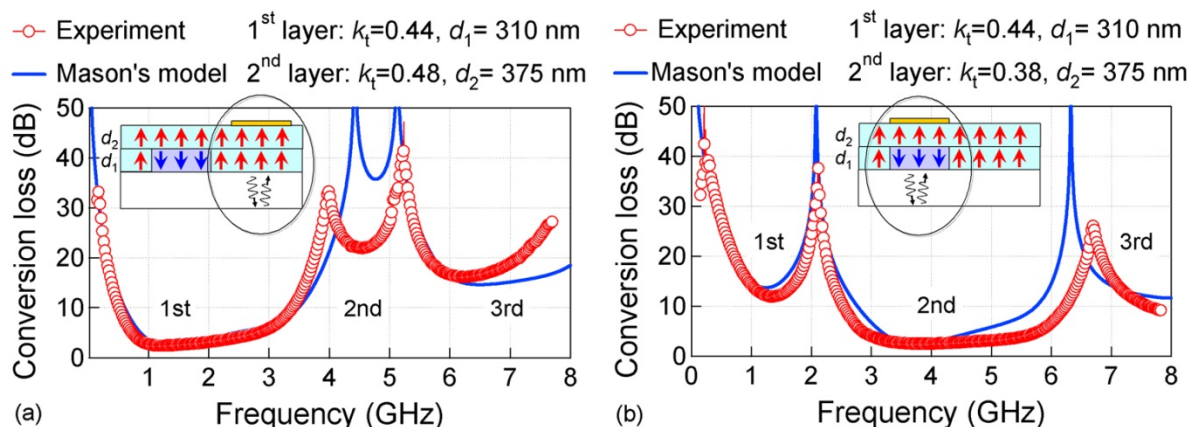 Experiment 1st layer: kt=0.44, d1= 310 nm
Mason's model 2nd layer: kt=0.48, d2= 375 nm
Conversion loss (dB)
50
40
30
20
10
0
d2
d1
1st
2nd
3rd
1 2 3 4 5 6 7 8
(a) Frequency (GHz)
Experiment 1st layer: kt=0.44, d1= 310 nm
Mason's model 2nd layer: kt=0.38, d2= 375 nm
Conversion loss (dB)
50
40
30
20
10
0
d2
d1
1st
2nd
3rd
0 1 2 3 4 5 6 7 8
(b) Frequency (GHz)